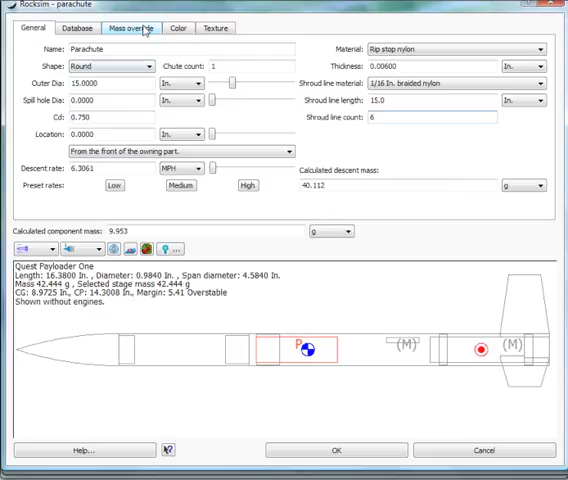 Rocksim - parachute
General Database Mass override Color Texture
Name: Parachute Material: Rip stop nylon
Shape: Round Chute count: 1 Thickness: 0.00600 In.
Outer Dia: 15.0000 In. Shroud line material: 1/16 In. braided nylon
Spill hole Dia: 0.0000 In. Shroud line length: 15.0 In.
Cd: 0.750 Shroud line count: 6
Location: 0.0000 In.
From the front of the owning part.
Descent rate: 6.3061 MPH Calculated descent mass:
Preset rates: Low Medium High 40.112 g
Calculated component mass: 9.953 g
...
Quest Payloader One
Length: 16.3800 In. , Diameter: 0.9840 In. , Span diameter: 4.5840 In.
Mass 42.444 g , Selected stage mass 42.444 g
CG: 8.9725 In., CP: 14.3008 In., Margin: 5.41 Overstable
Shown without engines.
P (M) (M)
Help... OK Cancel